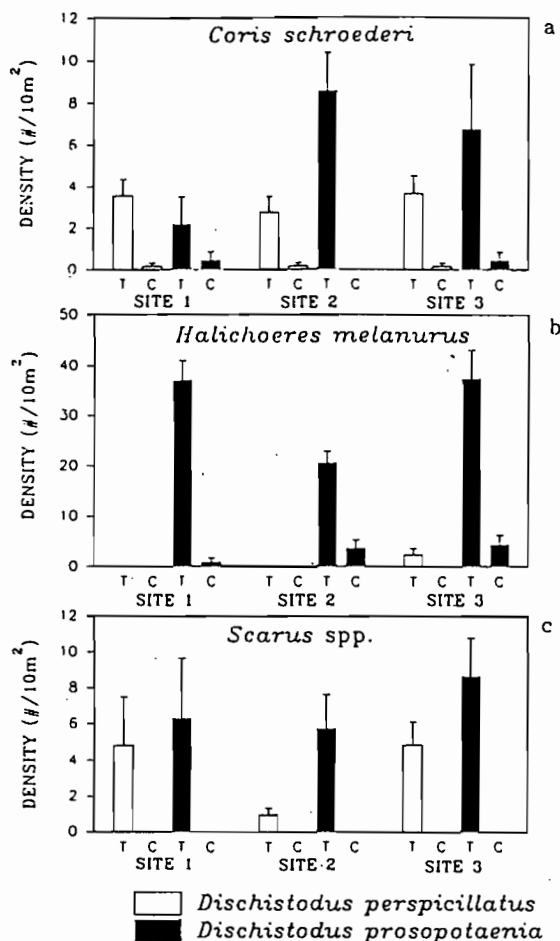 a
Coris schroederi
DENSITY (#/10m²)
12
10
8
6
4
2
0
T C T C T C T C T C T C
SITE 1 SITE 2 SITE 3
b
Halichoeres melanurus
DENSITY (#/10m²)
50
40
30
20
10
0
T C T C T C T C T C T C
SITE 1 SITE 2 SITE 3
c
Scarus spp.
DENSITY (#/10m²)
12
10
8
6
4
2
0
T C T C T C T C T C T C
SITE 1 SITE 2 SITE 3
Dischistodus perspicillatus
Dischistodus prosopotaenia